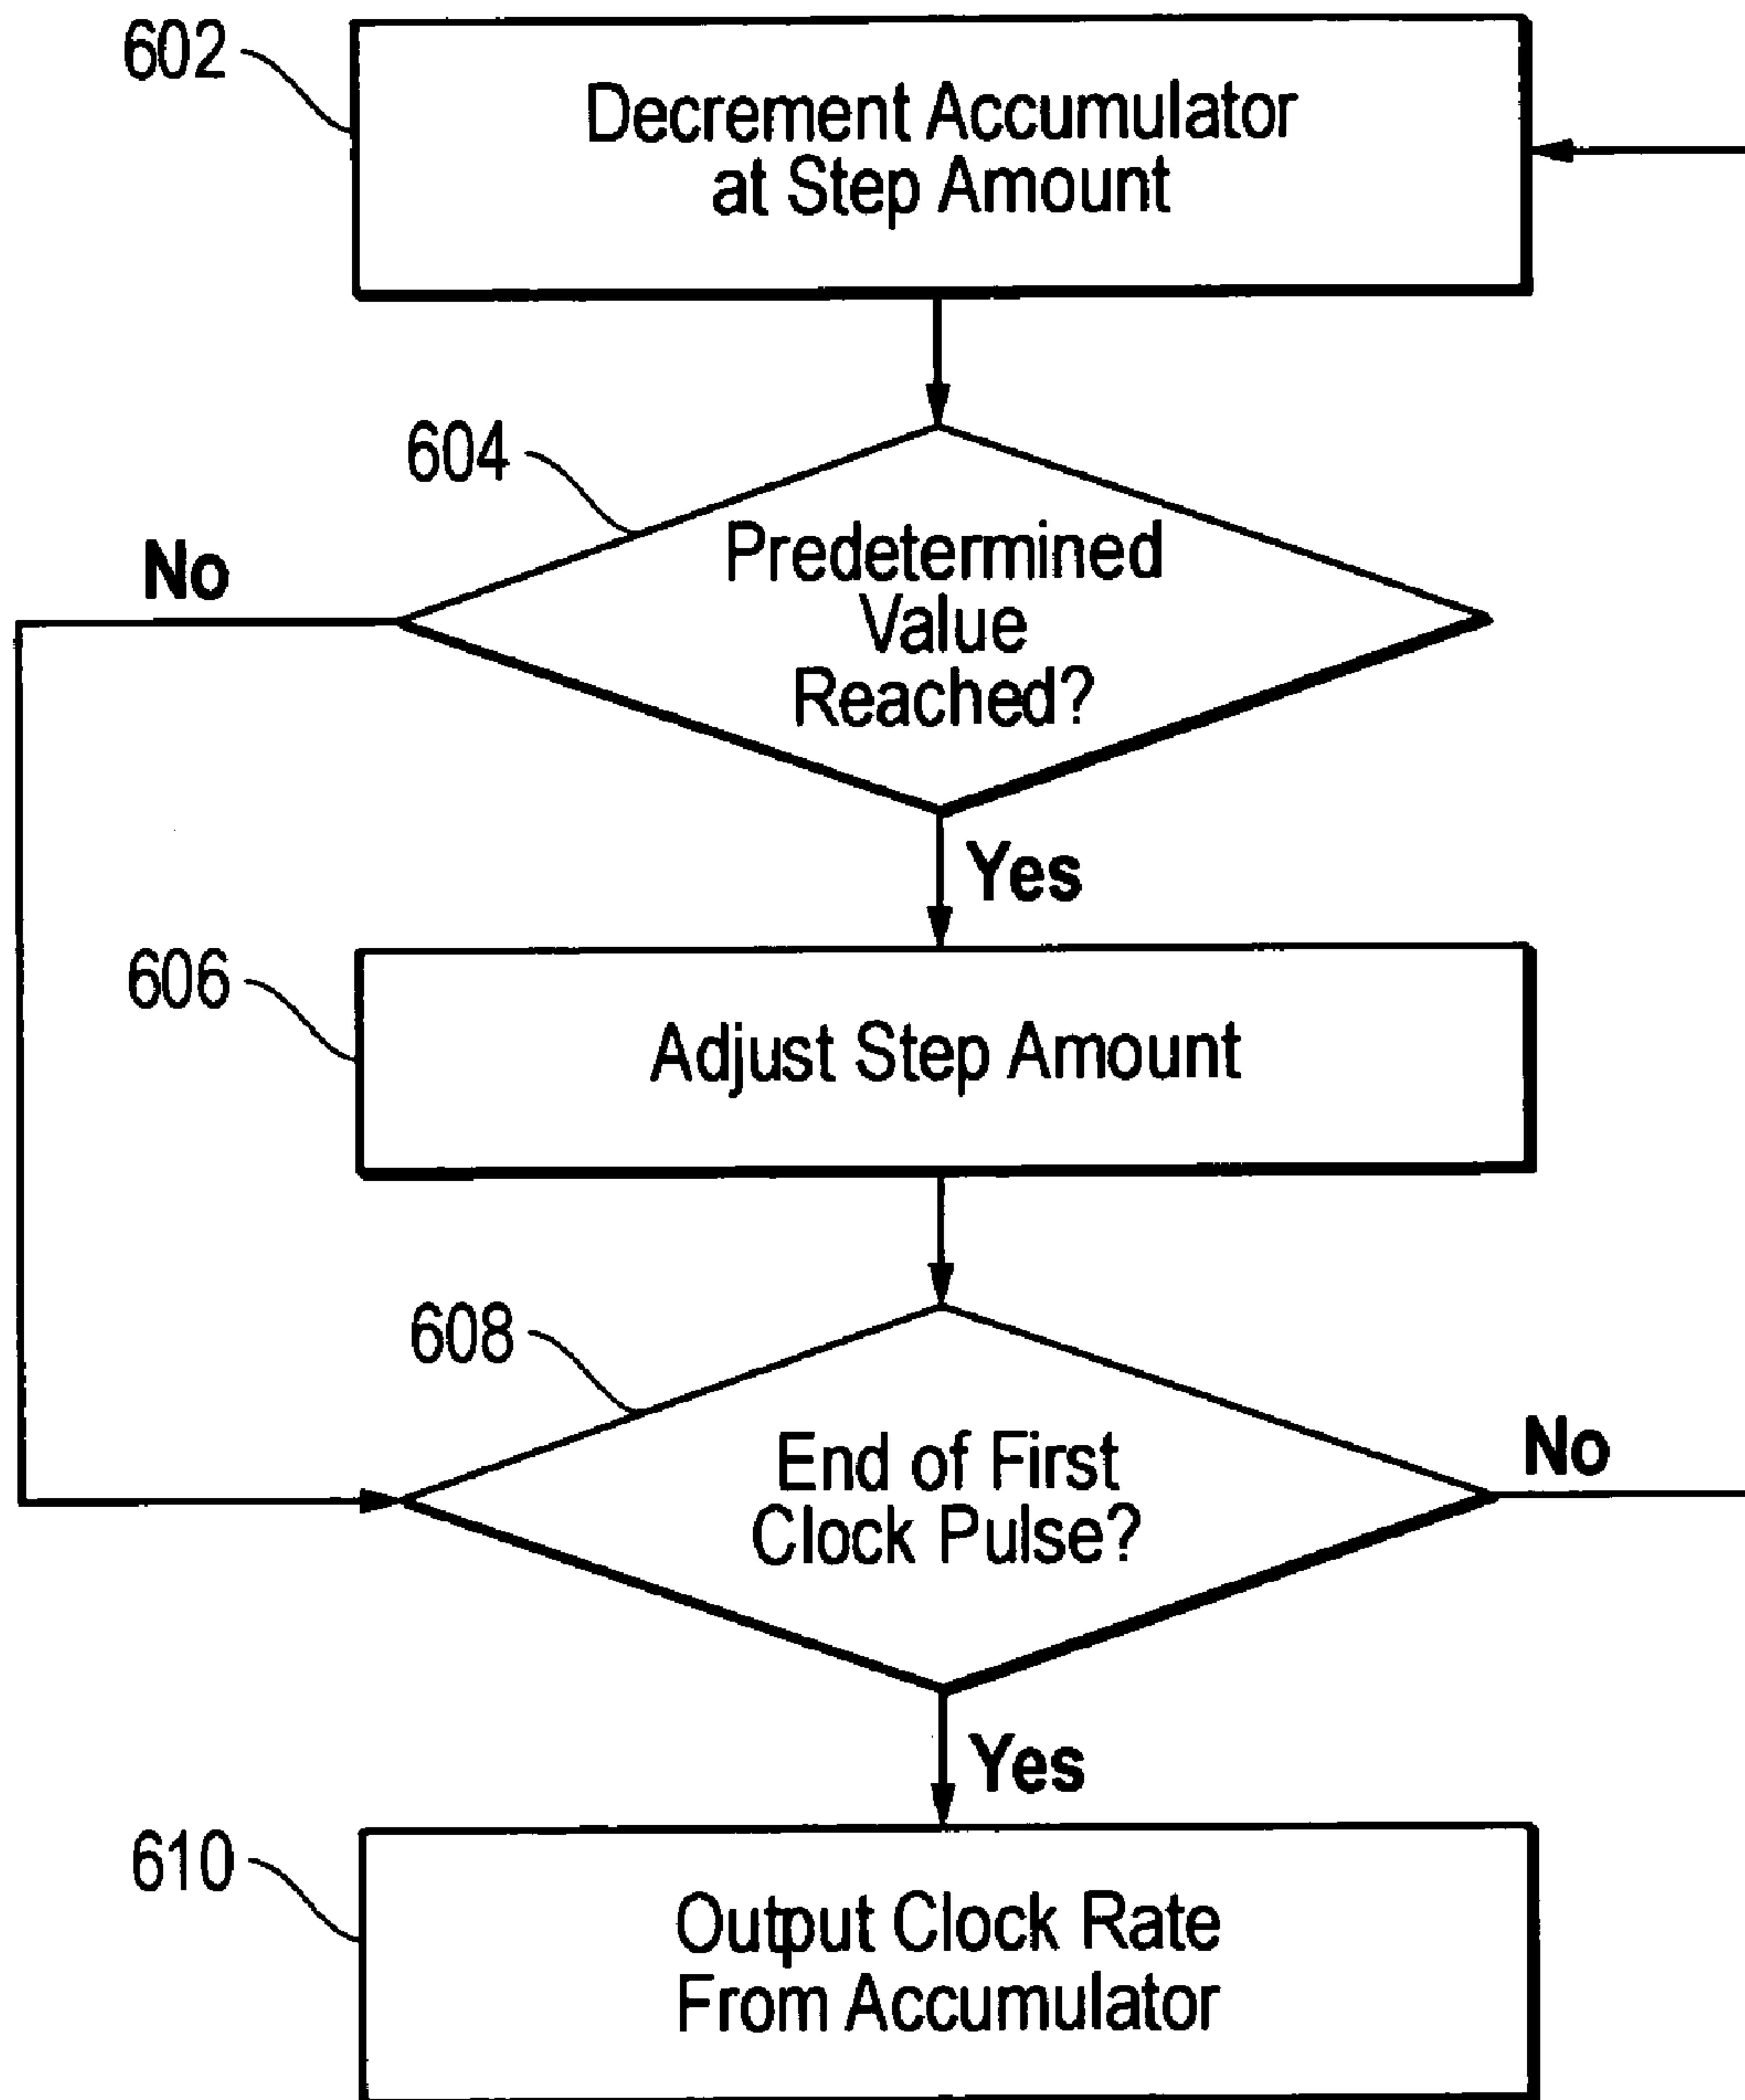 602
Decrement Accumulator
at Step Amount
604
No
Predetermined
Value
Reached?
Yes
606
Adjust Step Amount
608
End of First
Clock Pulse?
No
Yes
610
Output Clock Rate
From Accumulator